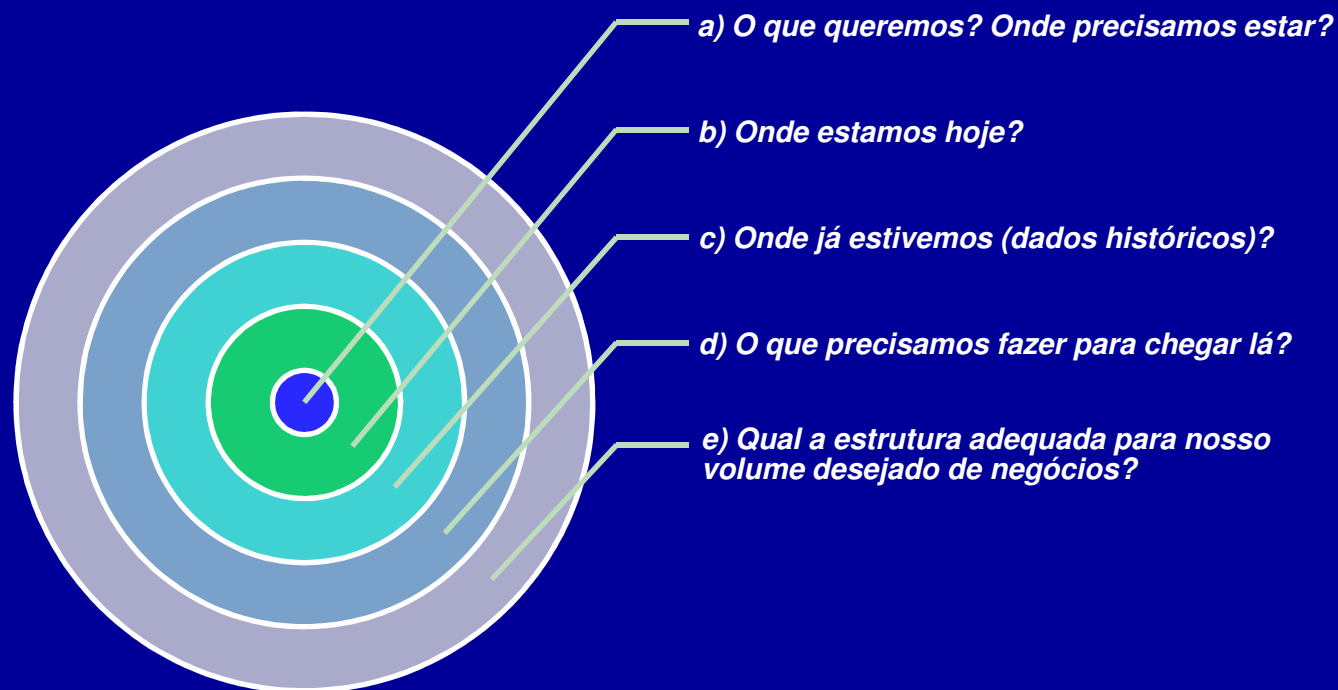 a) O que queremos? Onde precisamos estar?
b) Onde estamos hoje?
c) Onde já estivemos (dados históricos)?
d) O que precisamos fazer para chegar lá?
e) Qual a estrutura adequada para nosso
volume desejado de negócios?